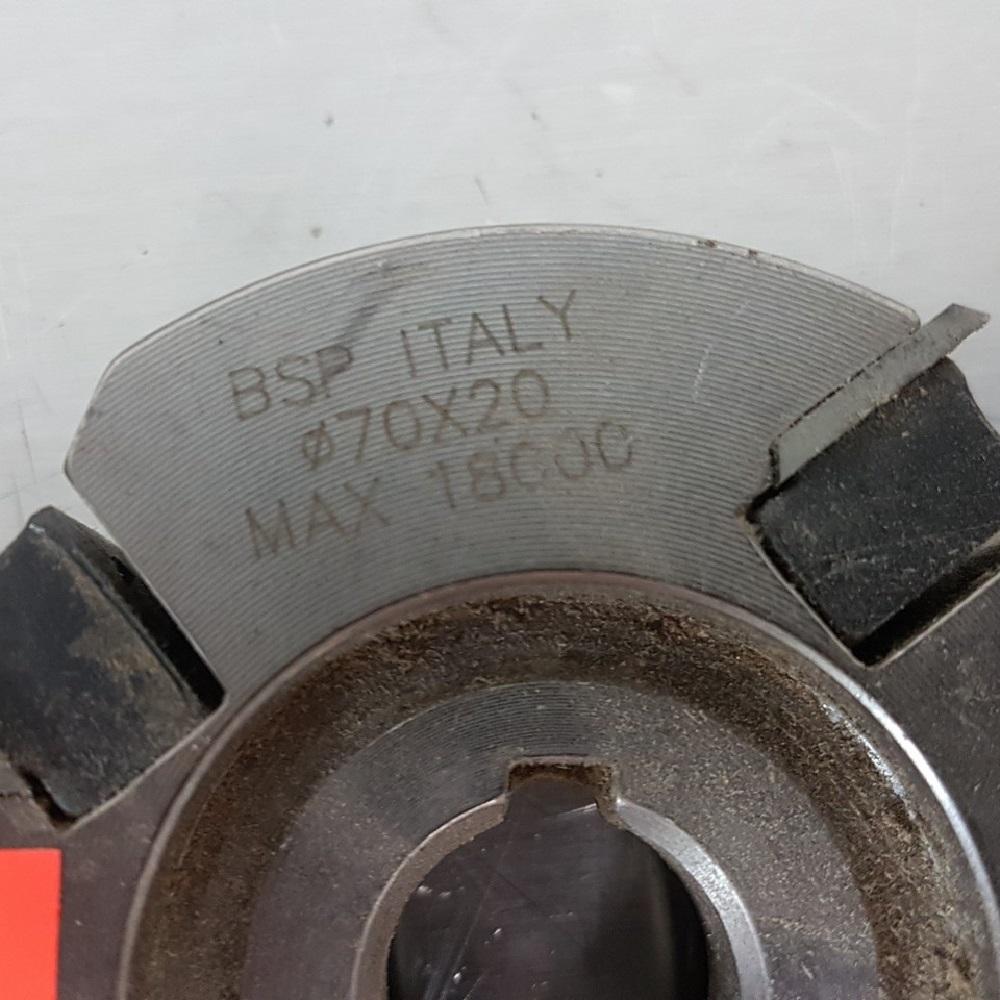 BSP ITALY
ø70X20
MAX 18000